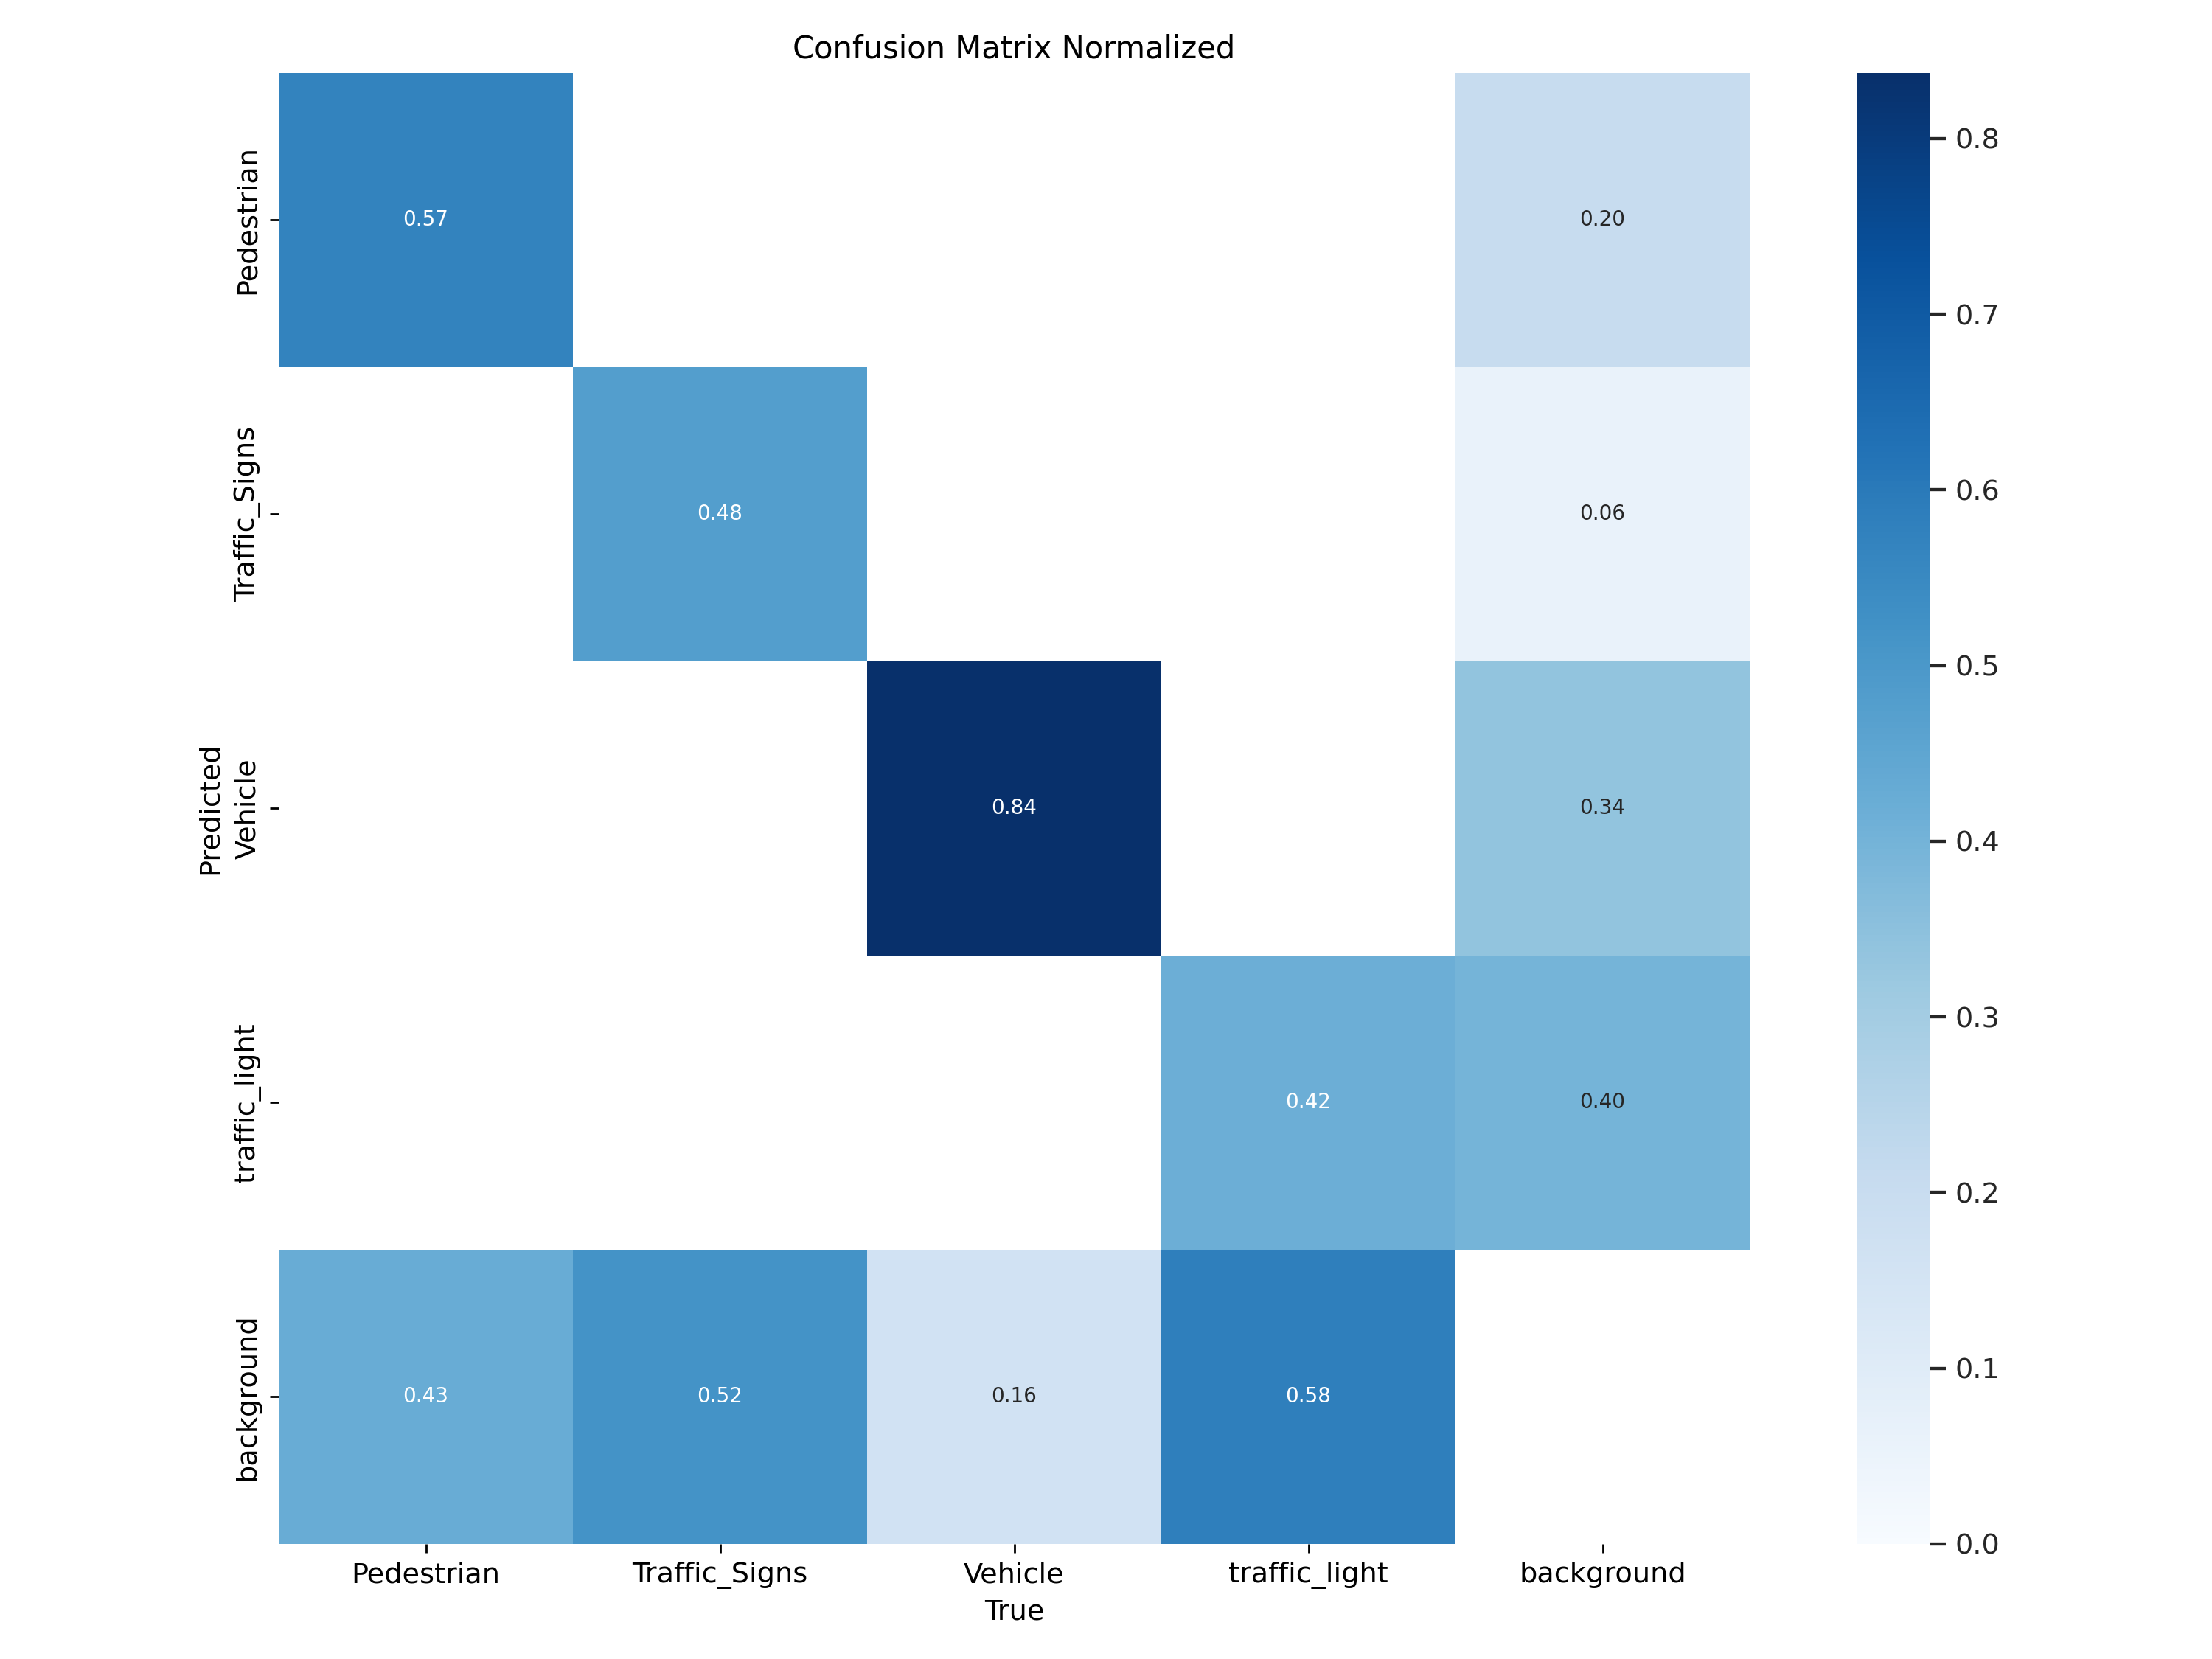 Confusion Matrix Normalized
Pedestrian
0.57
0.20
0.8
0.7
Traffic_Signs
0.48
0.06
0.6
0.5
Predicted
Vehicle
0.84
0.34
0.4
traffic_light
0.42
0.40
0.3
0.2
background
0.43
0.52
0.16
0.58
0.1
0.0
Pedestrian Traffic_Signs Vehicle traffic_light background
True